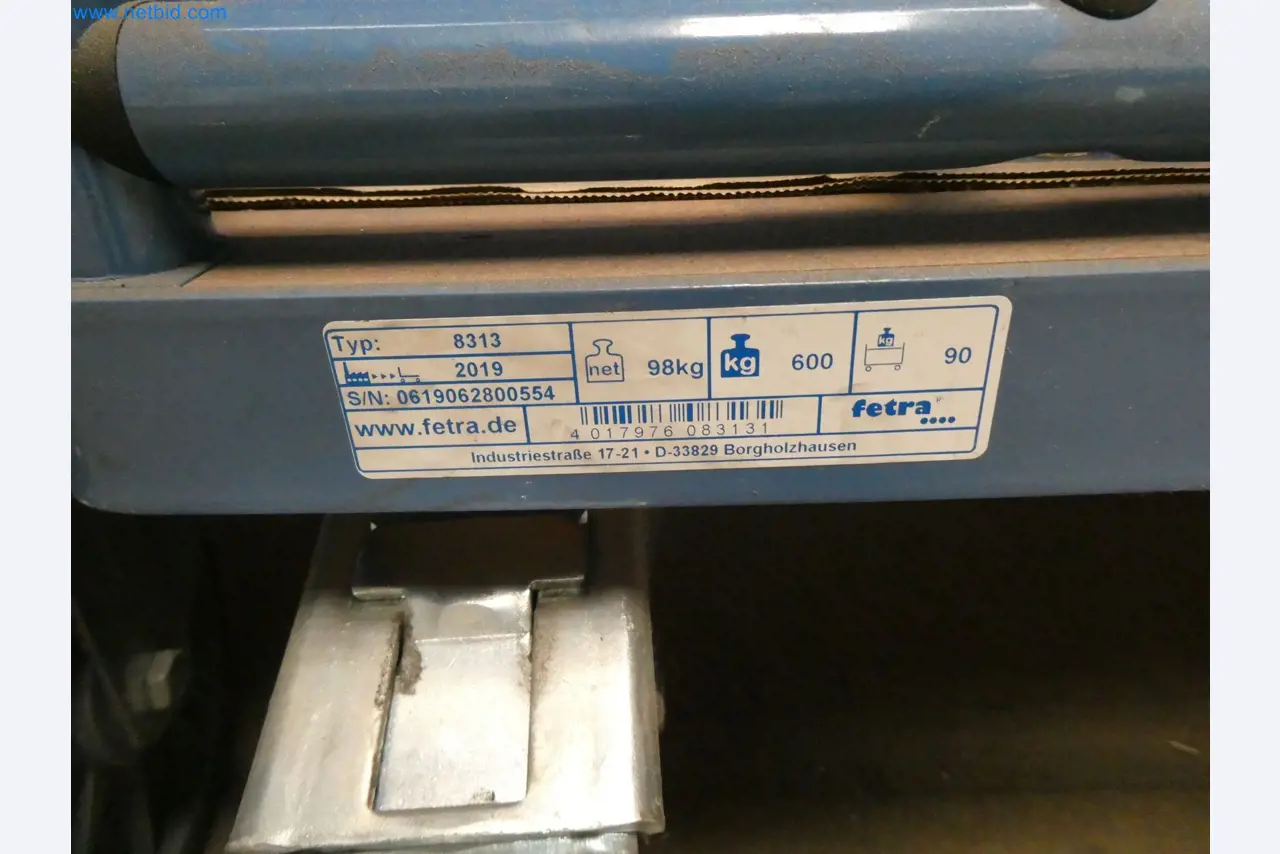 www.netbid.com
Typ: 8313
2019
S/N: 0619062800554
net 98kg
kg 600
kg 90
www.fetra.de
4 017976 083131
fetra
Industriestraße 17-21 • D-33829 Borgholzhausen